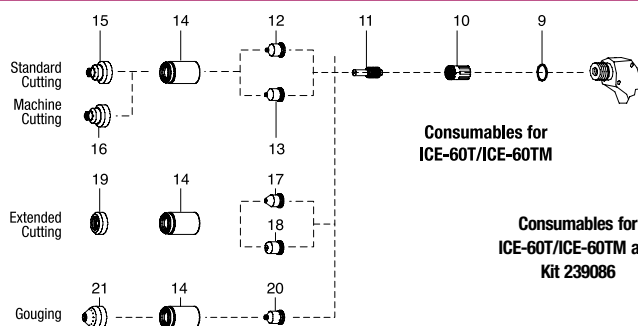 15 14 12 11 10 9
Standard
Cutting
Machine
Cutting
16 13
Consumables for
ICE-60T/ICE-60TM
19 14 17
18
Extended
Cutting
Consumables for
ICE-60T/ICE-60TM a
Kit 239086
21 14 20
Gouging